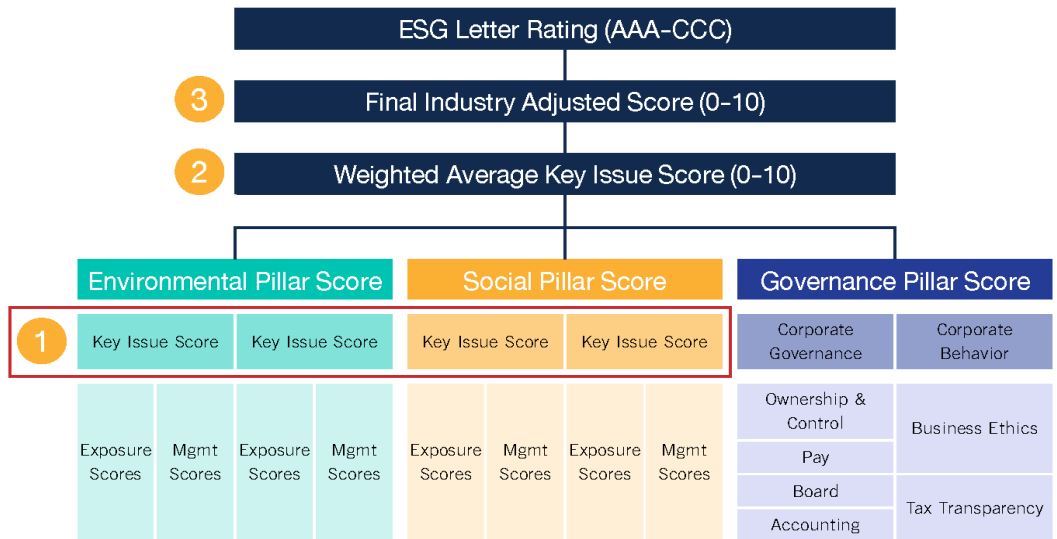 ESG Letter Rating (AAA–CCC)
3
Final Industry Adjusted Score (0–10)
2
Weighted Average Key Issue Score (0–10)
Environmental Pillar Score
Social Pillar Score
Governance Pillar Score
1
Key Issue Score
Key Issue Score
Key Issue Score
Key Issue Score
Corporate
Governance
Corporate
Behavior
Exposure
Scores
Mgmt
Scores
Exposure
Scores
Mgmt
Scores
Exposure
Scores
Mgmt
Scores
Exposure
Scores
Mgmt
Scores
Ownership &
Control
Pay
Board
Accounting
Business Ethics
Tax Transparency